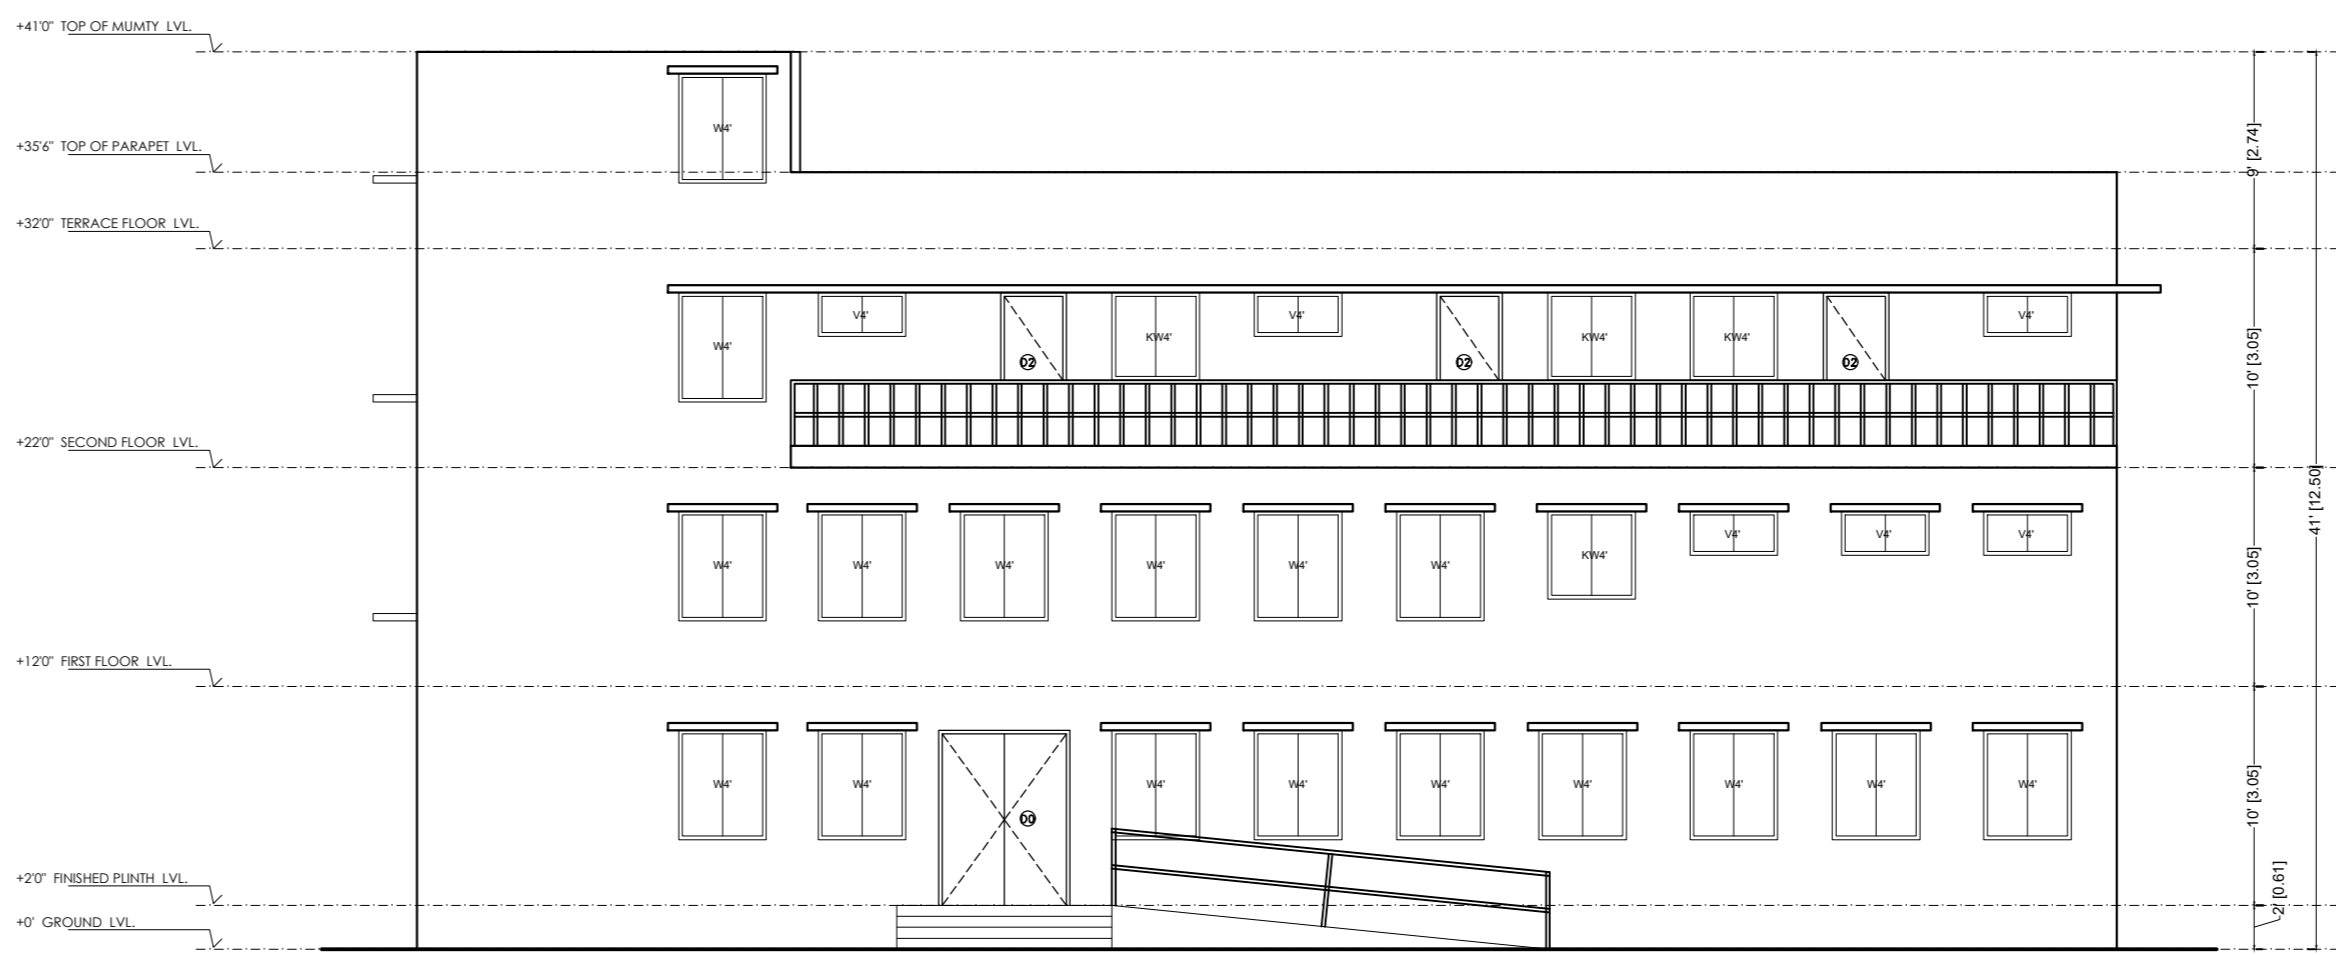 +41'0" TOP OF MUMTY LVL.
W4'
+35'6" TOP OF PARAPET LVL.
9' [2.74]
+32'0" TERRACE FLOOR LVL.
W4'
V4'
D2
KW4'
V4'
D2
KW4'
KW4'
D2
V4'
10' [3.05]
+22'0" SECOND FLOOR LVL.
41' [12.50]
W4'
W4'
W4'
W4'
W4'
W4'
KW4'
V4'
V4'
V4'
10' [3.05]
+12'0" FIRST FLOOR LVL.
W4'
W4'
D0
W4'
W4'
W4'
W4'
W4'
W4'
W4'
10' [3.05]
+2'0" FINISHED PLINTH LVL.
2' [0.61]
+0' GROUND LVL.